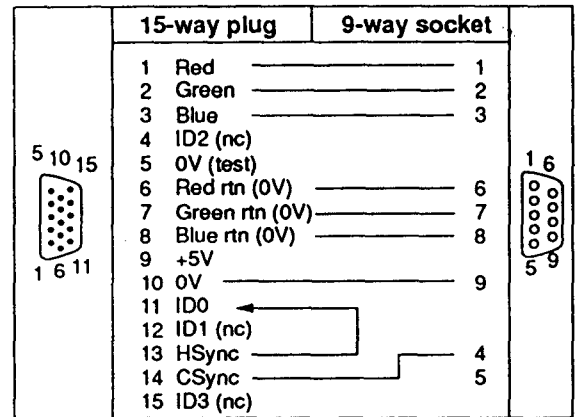 15-way plug 9-way socket
1 Red 1
2 Green 2
3 Blue 3
4 ID2 (nc)
5 0V (test)
6 Red rtn (0V) 6
7 Green rtn (0V) 7
8 Blue rtn (0V) 8
9 +5V
10 0V 9
11 ID0
12 ID1 (nc)
13 HSync 4
14 CSync 5
15 ID3 (nc)
5 10 15
1 6 11
1 6
5 9